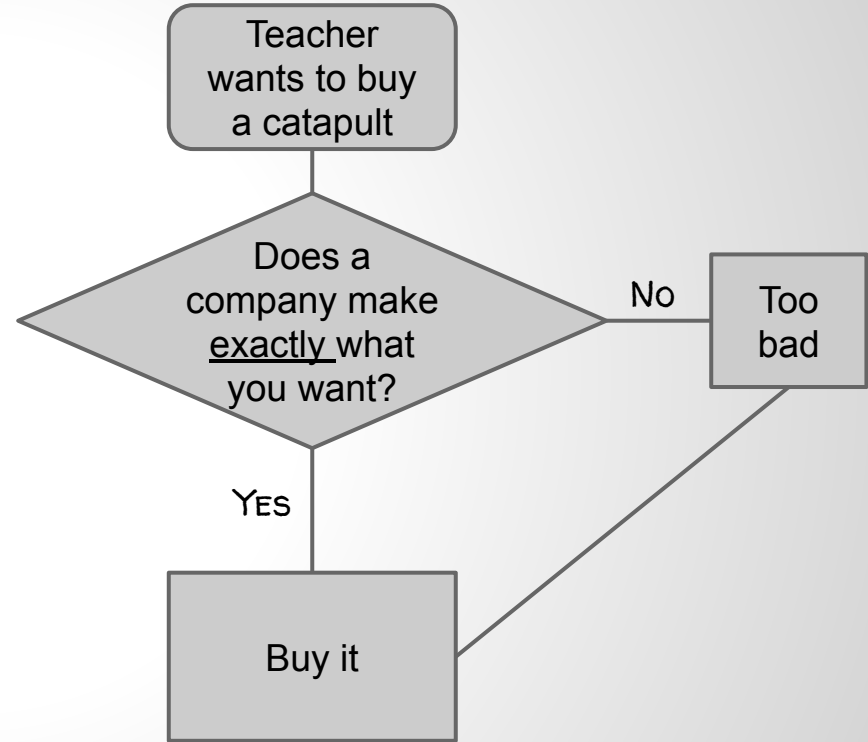 Teacher
wants to buy
a catapult
Does a
company make
exactly what
you want?
No
Too
bad
Yes
Buy it